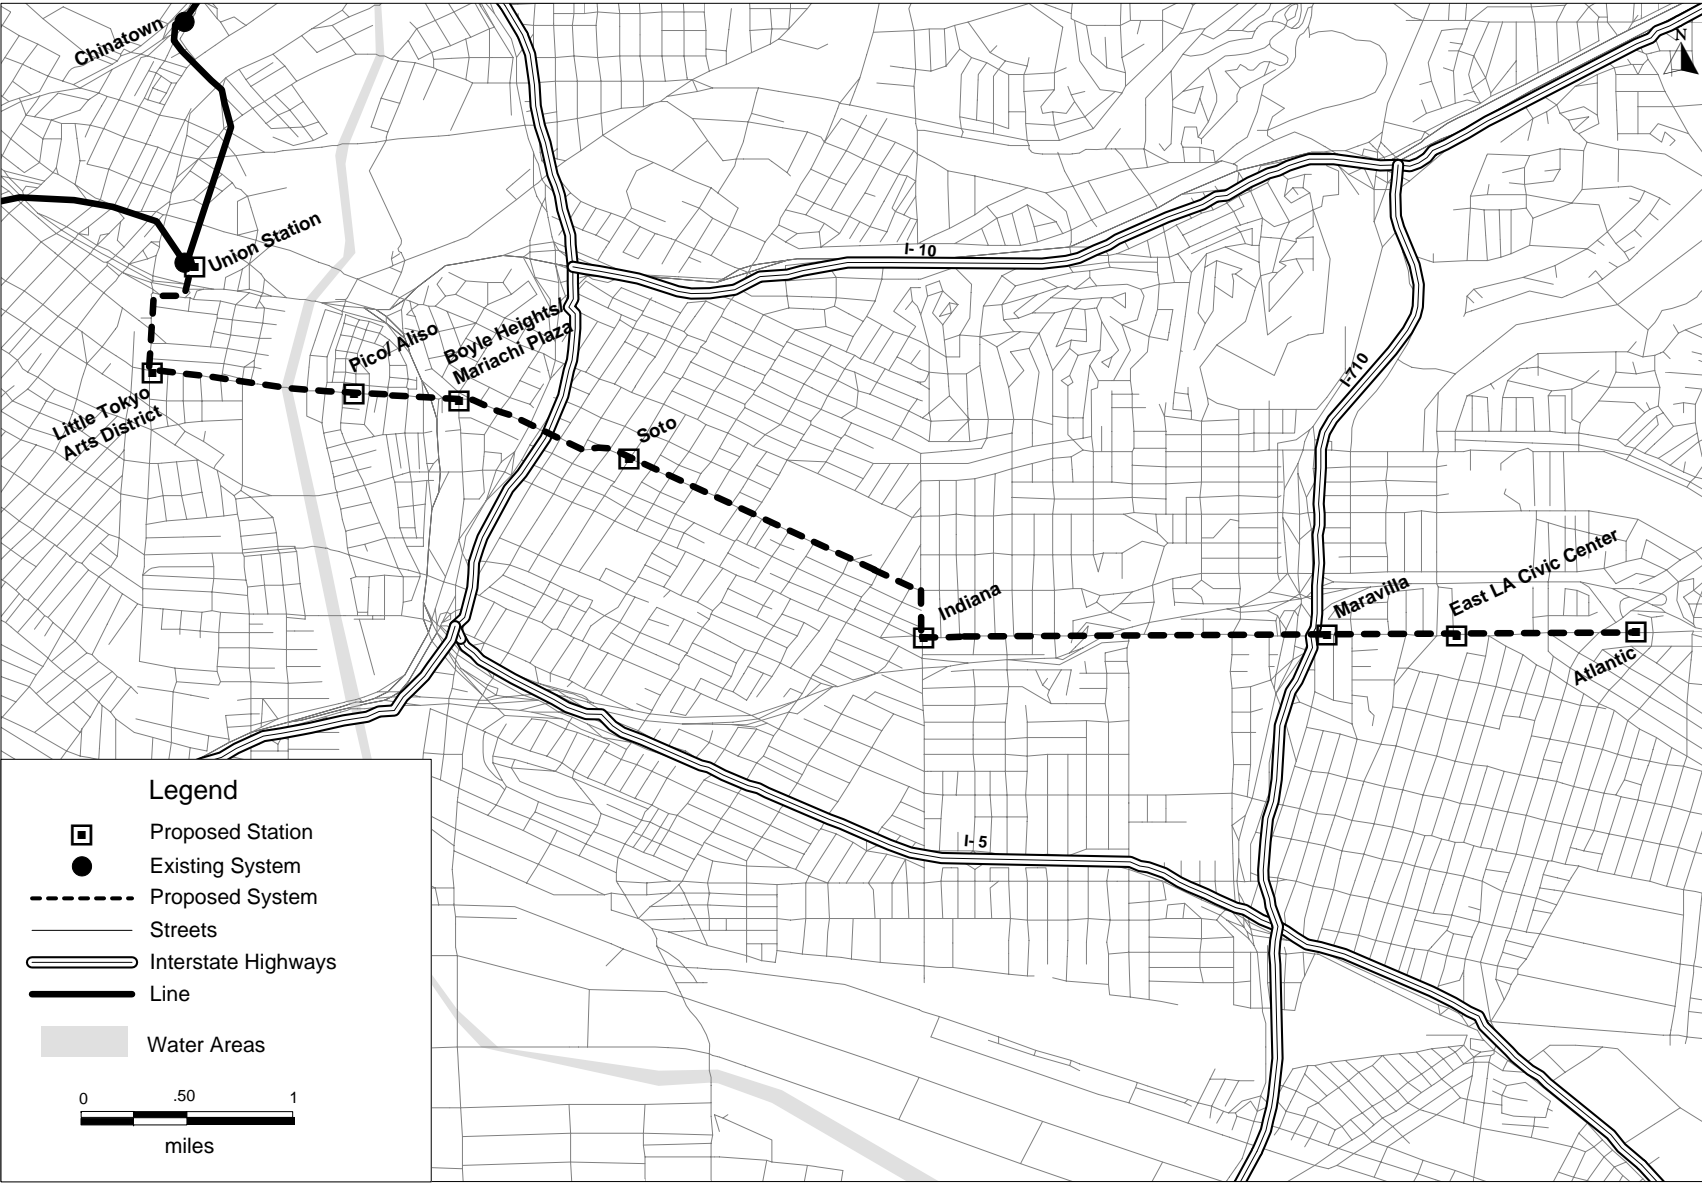 Chinatown
N
Union Station
I- 10
Pico/ Aliso
Boyle Heights/
Mariachi Plaza
I-710
Little Tokyo
Arts District
Soto
Indiana
Maravilla
East LA Civic Center
Atlantic
I- 5
Legend
Proposed Station
Existing System
Proposed System
Streets
Interstate Highways
Line
Water Areas
0 .50 1
miles